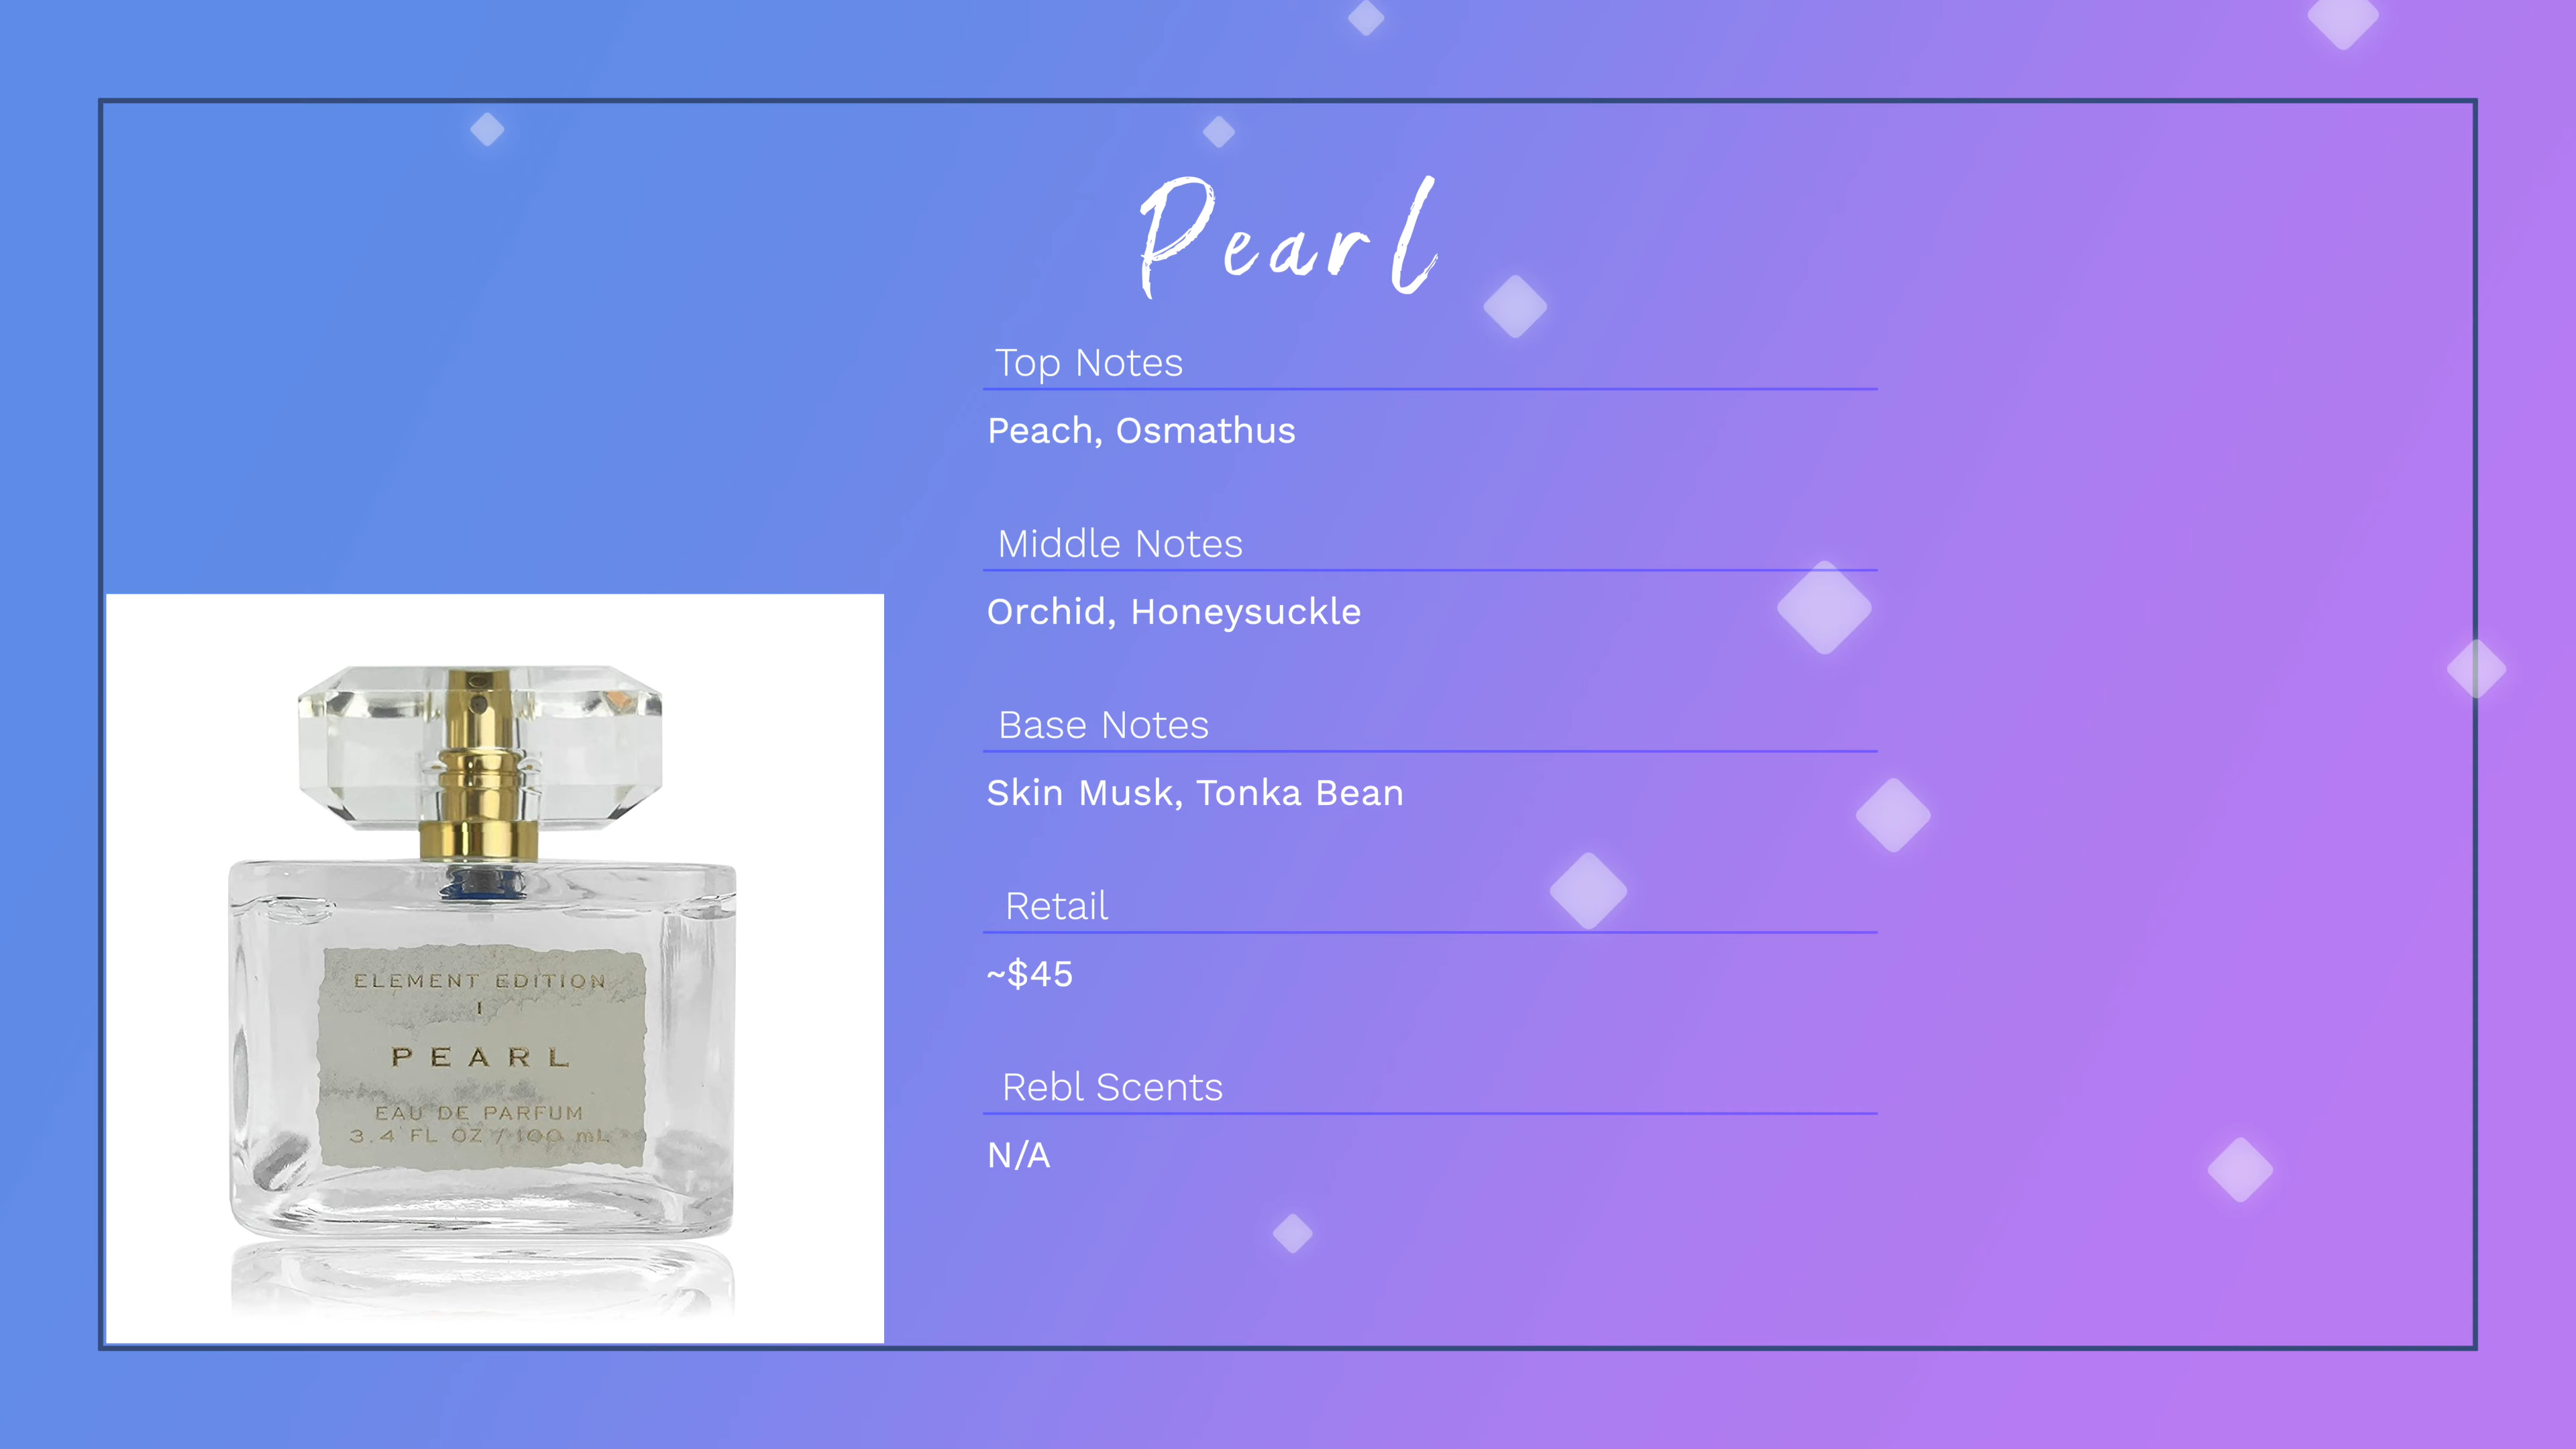 Pearl
Top Notes
Peach, Osmathus
Middle Notes
Orchid, Honeysuckle
Base Notes
Skin Musk, Tonka Bean
Retail
~$45
Rebl Scents
N/A
ELEMENT EDITION
I
PEARL
EAU DE PARFUM
3.4 FL OZ / 100 mL